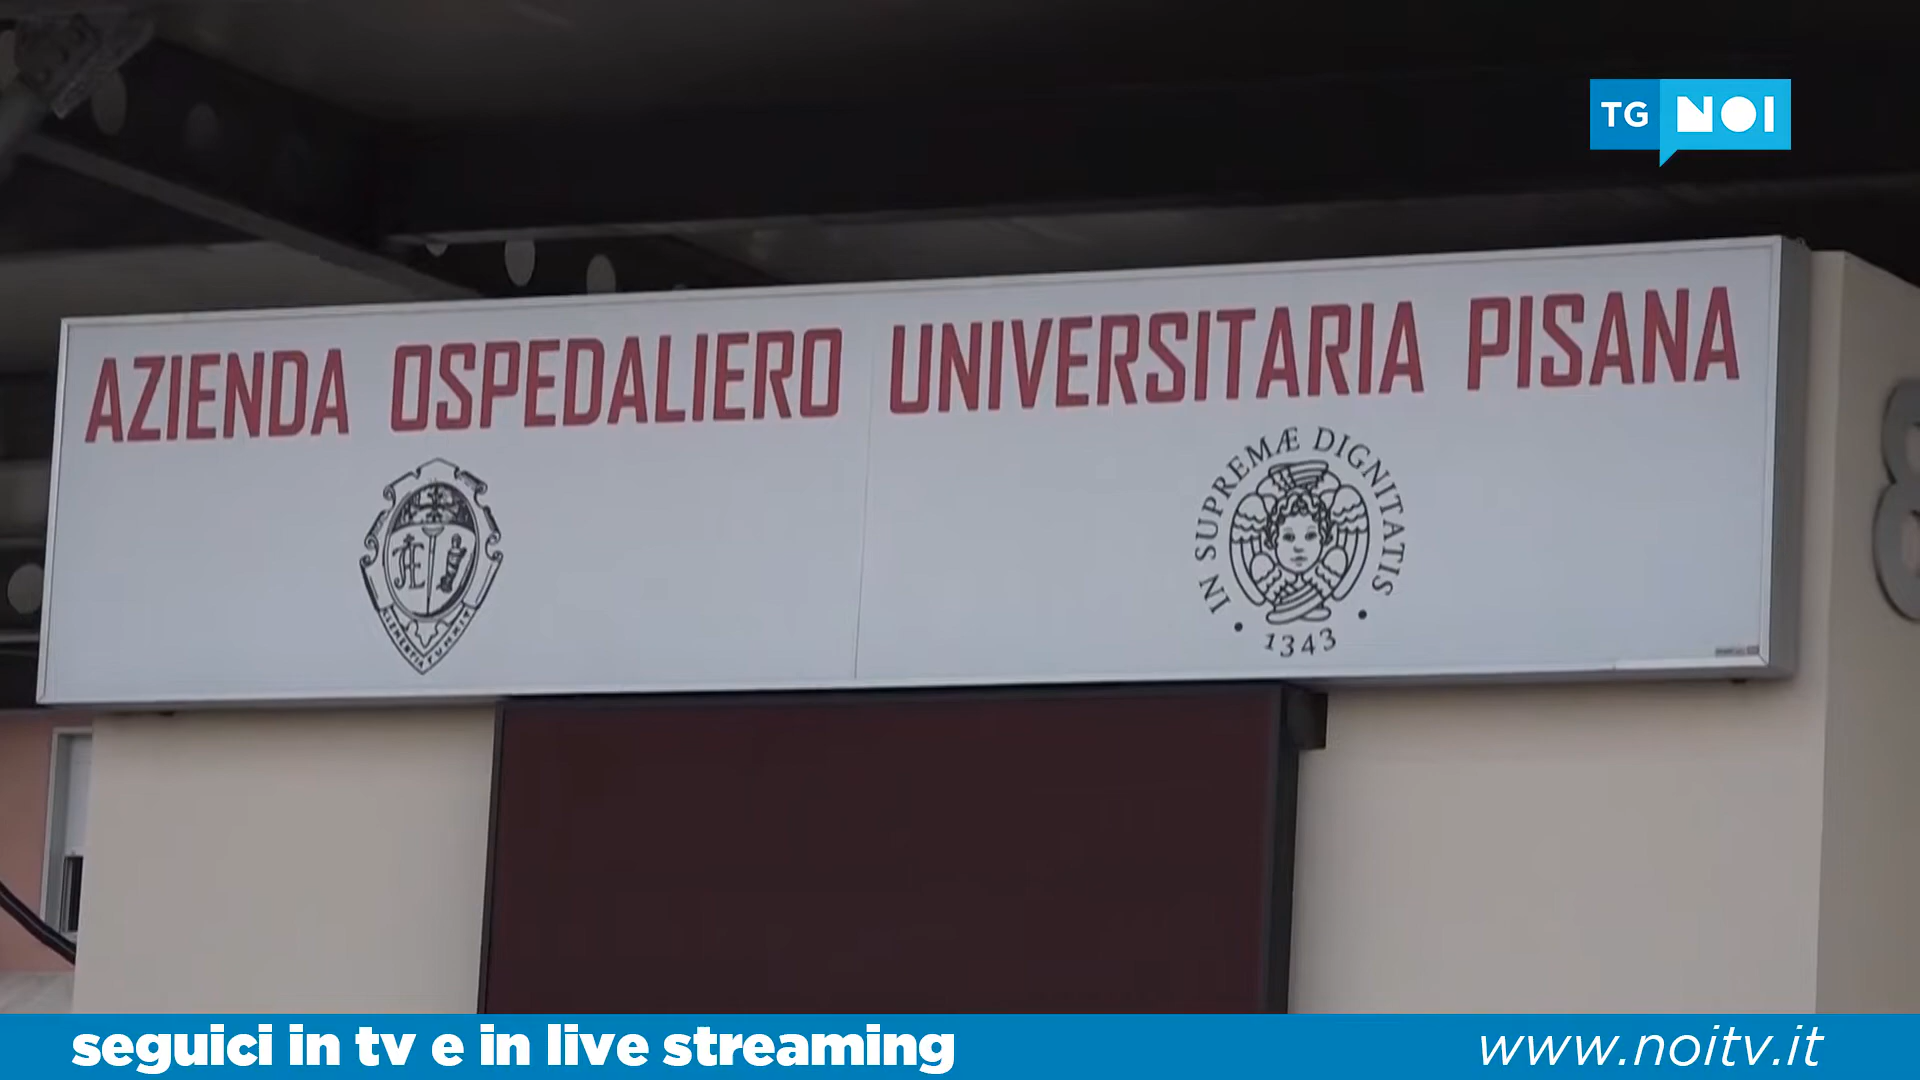 TG NOI
AZIENDA OSPEDALIERO UNIVERSITARIA PISANA
IN SUPREMÆ DIGNITATIS
• 1343 •
8
seguici in tv e in live streaming
www.noitv.it